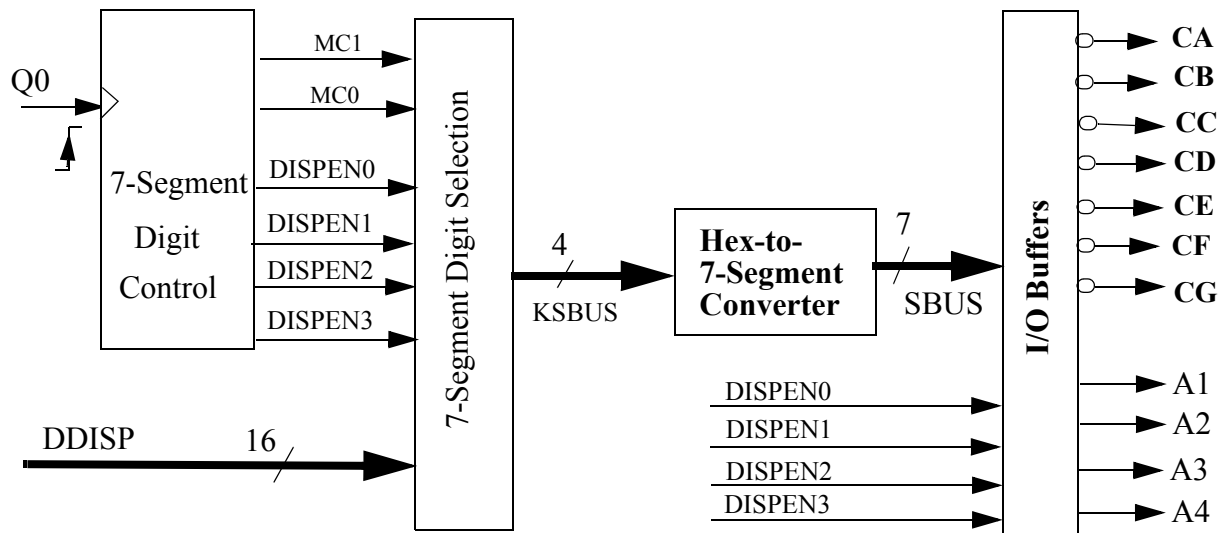 Q0
7-Segment
Digit
Control
MC1
MC0
DISPEN0
DISPEN1
DISPEN2
DISPEN3
DDISP
16
7-Segment Digit Selection
4
KSBUS
Hex-to-
7-Segment
Converter
7
SBUS
DISPEN0
DISPEN1
DISPEN2
DISPEN3
I/O Buffers
CA
CB
CC
CD
CE
CF
CG
A1
A2
A3
A4